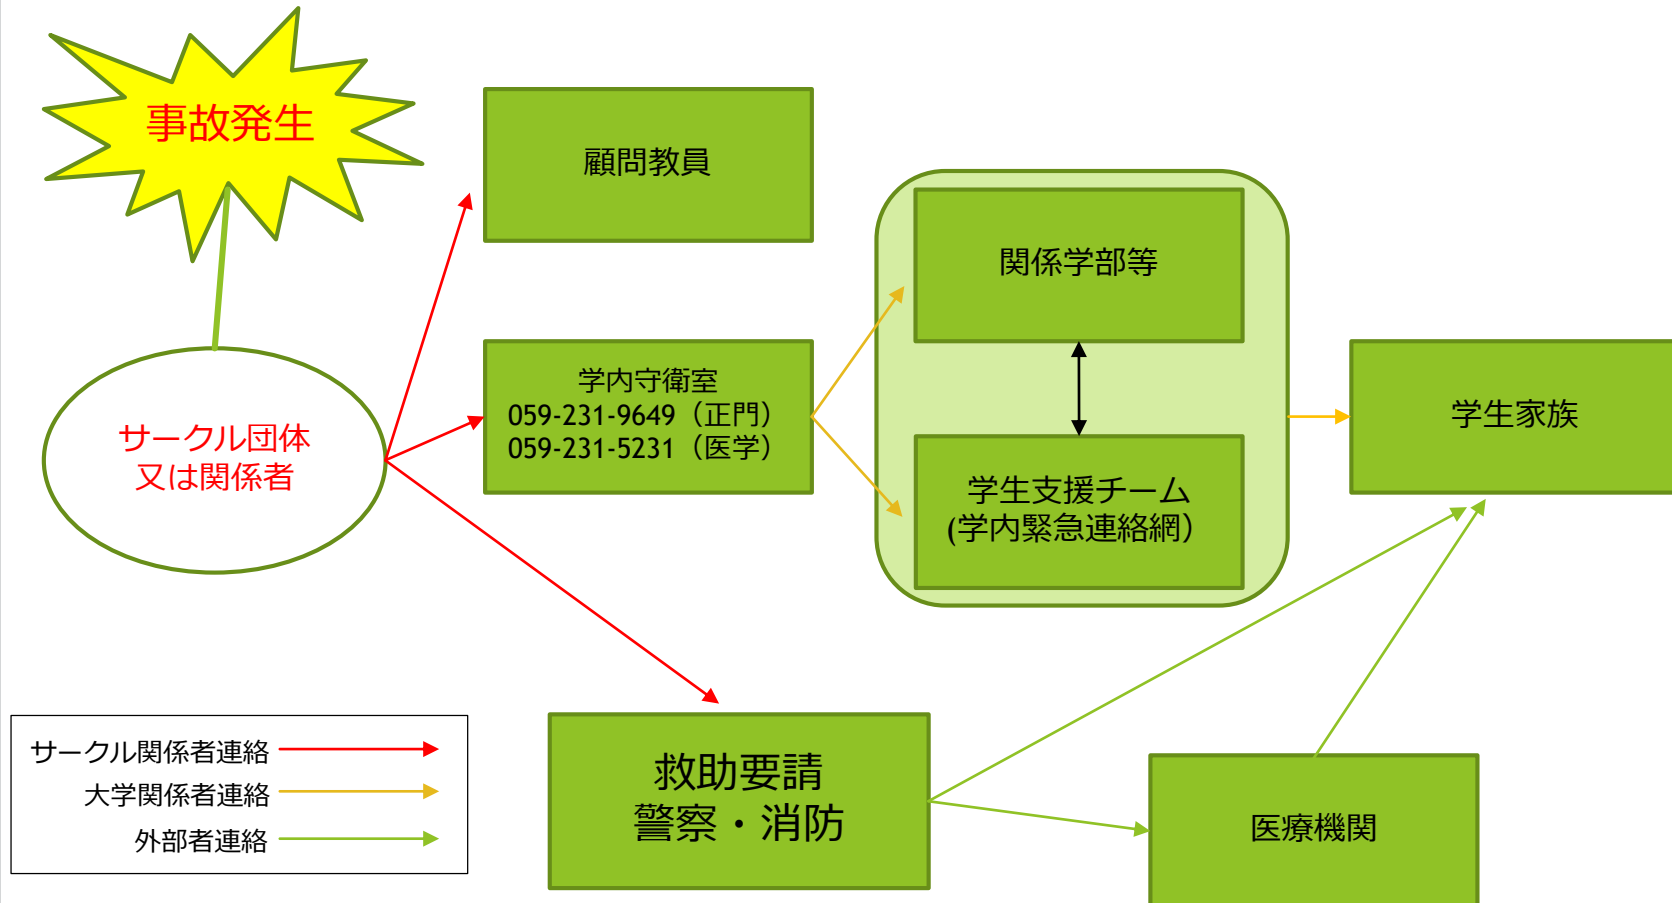 事故発生
顧問教員
関係学部等
学内守衛室
059-231-9649（正門）
059-231-5231（医学）
学生家族
サークル団体
又は関係者
学生支援チーム
(学内緊急連絡網）
救助要請
警察・消防
医療機関
サークル関係者連絡
大学関係者連絡
外部者連絡